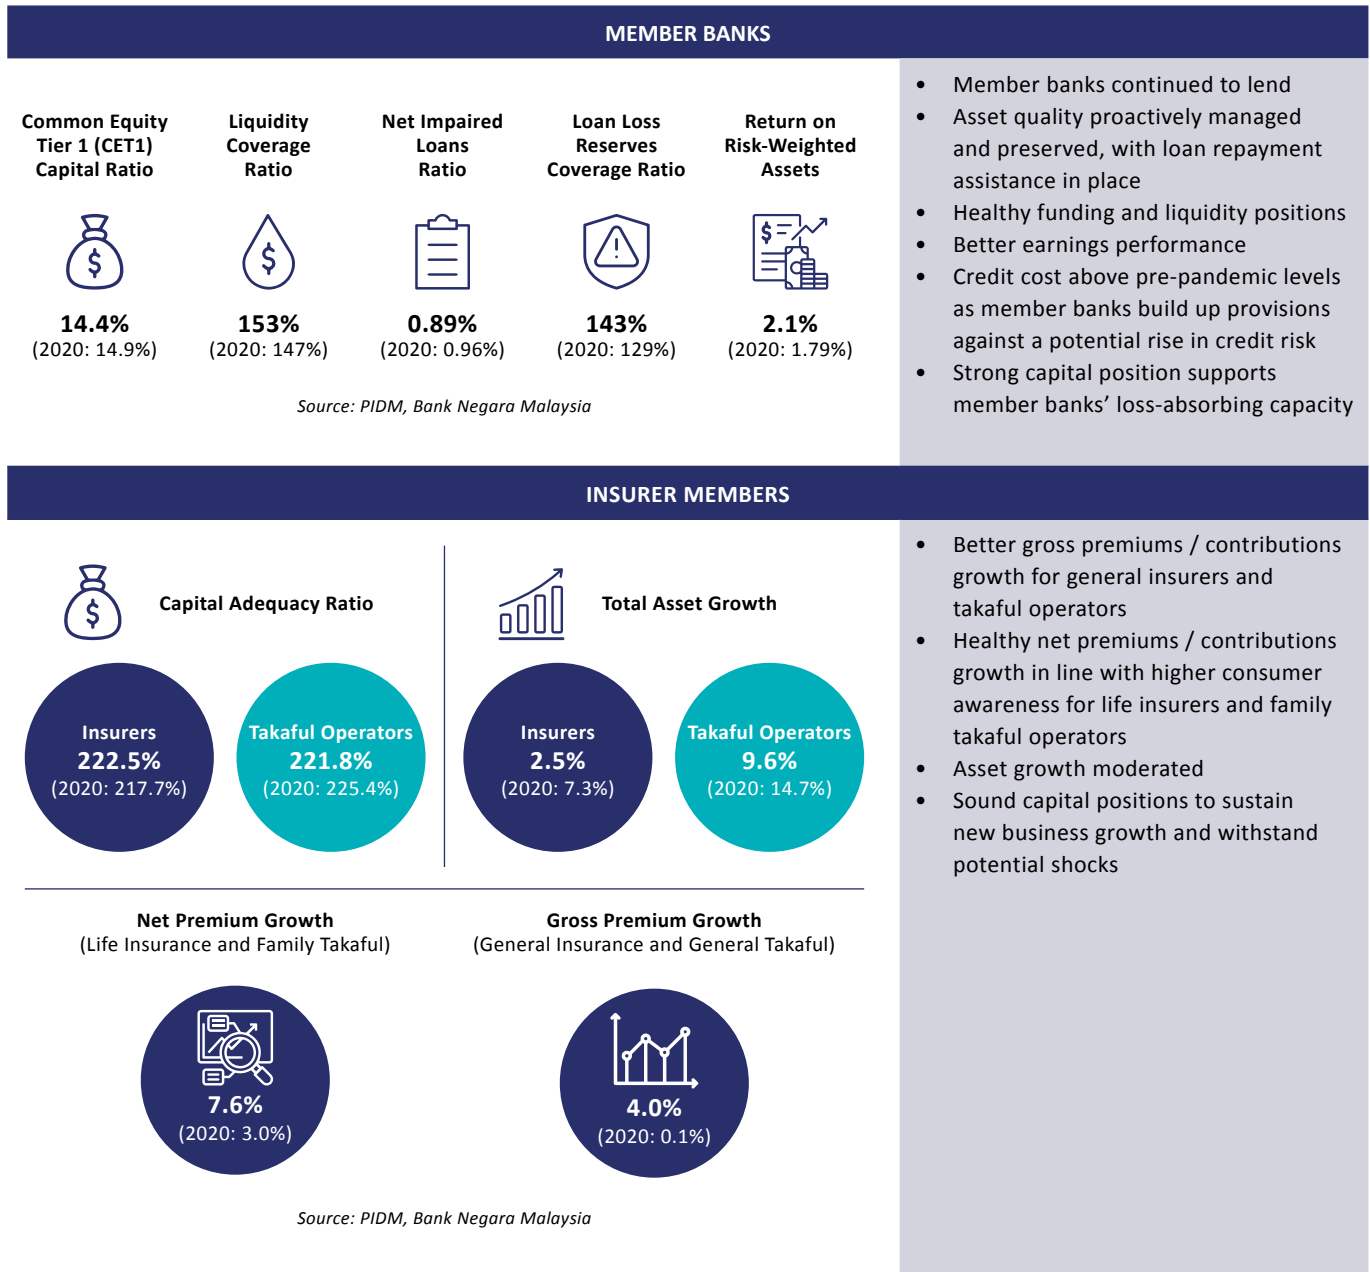 MEMBER BANKS
Common Equity
Tier 1 (CET1)
Capital Ratio
$
14.4%
(2020: 14.9%)
Liquidity
Coverage
Ratio
$
153%
(2020: 147%)
Net Impaired
Loans
Ratio
0.89%
(2020: 0.96%)
Loan Loss
Reserves
Coverage Ratio
!
143%
(2020: 129%)
Return on
Risk-Weighted
Assets
$
2.1%
(2020: 1.79%)
Source: PIDM, Bank Negara Malaysia
• Member banks continued to lend
• Asset quality proactively managed
and preserved, with loan repayment
assistance in place
• Healthy funding and liquidity positions
• Better earnings performance
• Credit cost above pre-pandemic levels
as member banks build up provisions
against a potential rise in credit risk
• Strong capital position supports
member banks’ loss-absorbing capacity
INSURER MEMBERS
$
Capital Adequacy Ratio
Insurers
222.5%
(2020: 217.7%)
Takaful Operators
221.8%
(2020: 225.4%)
Total Asset Growth
Insurers
2.5%
(2020: 7.3%)
Takaful Operators
9.6%
(2020: 14.7%)
Net Premium Growth
(Life Insurance and Family Takaful)
7.6%
(2020: 3.0%)
Gross Premium Growth
(General Insurance and General Takaful)
4.0%
(2020: 0.1%)
Source: PIDM, Bank Negara Malaysia
• Better gross premiums / contributions
growth for general insurers and
takaful operators
• Healthy net premiums / contributions
growth in line with higher consumer
awareness for life insurers and family
takaful operators
• Asset growth moderated
• Sound capital positions to sustain
new business growth and withstand
potential shocks